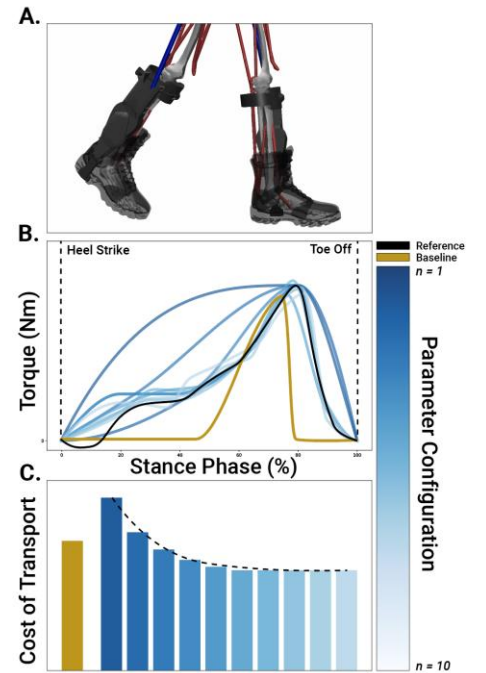 A.
B.
Heel Strike
Toe Off
Torque (Nm)
0
0
20
40
60
80
100
Stance Phase (%)
Reference
Baseline
n = 1
Parameter Configuration
n = 10
C.
Cost of Transport